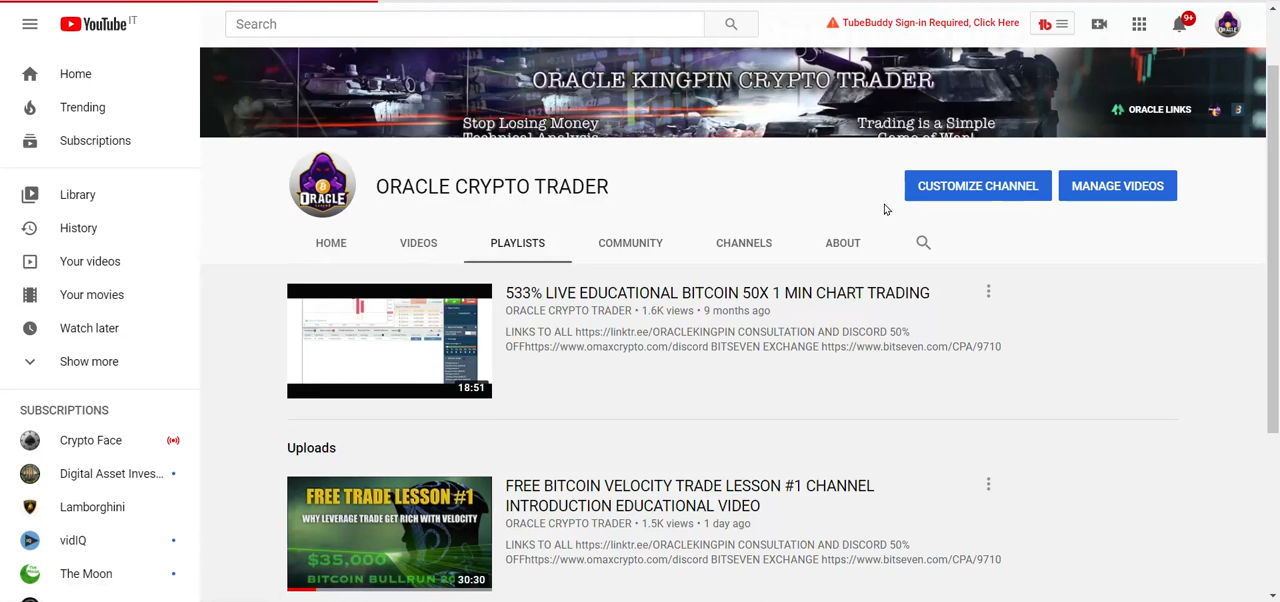 YouTube IT
Search
TubeBuddy Sign-in Required, Click Here
tb
9+
Home
Trending
Subscriptions
Library
History
Your videos
Your movies
Watch later
Show more
SUBSCRIPTIONS
Crypto Face
Digital Asset Inves...
Lamborghini
vidIQ
The Moon
ORACLE KINGPIN CRYPTO TRADER
Stop Losing Money
Technical Analysis
Trading is a Simple
Game of War!
ORACLE LINKS
ORACLE
ORACLE CRYPTO TRADER
CUSTOMIZE CHANNEL
MANAGE VIDEOS
HOME
VIDEOS
PLAYLISTS
COMMUNITY
CHANNELS
ABOUT
18:51
533% LIVE EDUCATIONAL BITCOIN 50X 1 MIN CHART TRADING
ORACLE CRYPTO TRADER • 1.6K views • 9 months ago
LINKS TO ALL https://linktr.ee/ORACLEKINGPIN CONSULTATION AND DISCORD 50%
OFFhttps://www.omaxcrypto.com/discord BITSEVEN EXCHANGE https://www.bitseven.com/CPA/9710
Uploads
FREE TRADE LESSON #1
WHY LEVERAGE TRADE GET RICH WITH VELOCITY
$35,000
BITCOIN BULLRUN 20
30:30
FREE BITCOIN VELOCITY TRADE LESSON #1 CHANNEL
INTRODUCTION EDUCATIONAL VIDEO
ORACLE CRYPTO TRADER • 1.5K views • 1 day ago
LINKS TO ALL https://linktr.ee/ORACLEKINGPIN CONSULTATION AND DISCORD 50%
OFFhttps://www.omaxcrypto.com/discord BITSEVEN EXCHANGE https://www.bitseven.com/CPA/9710